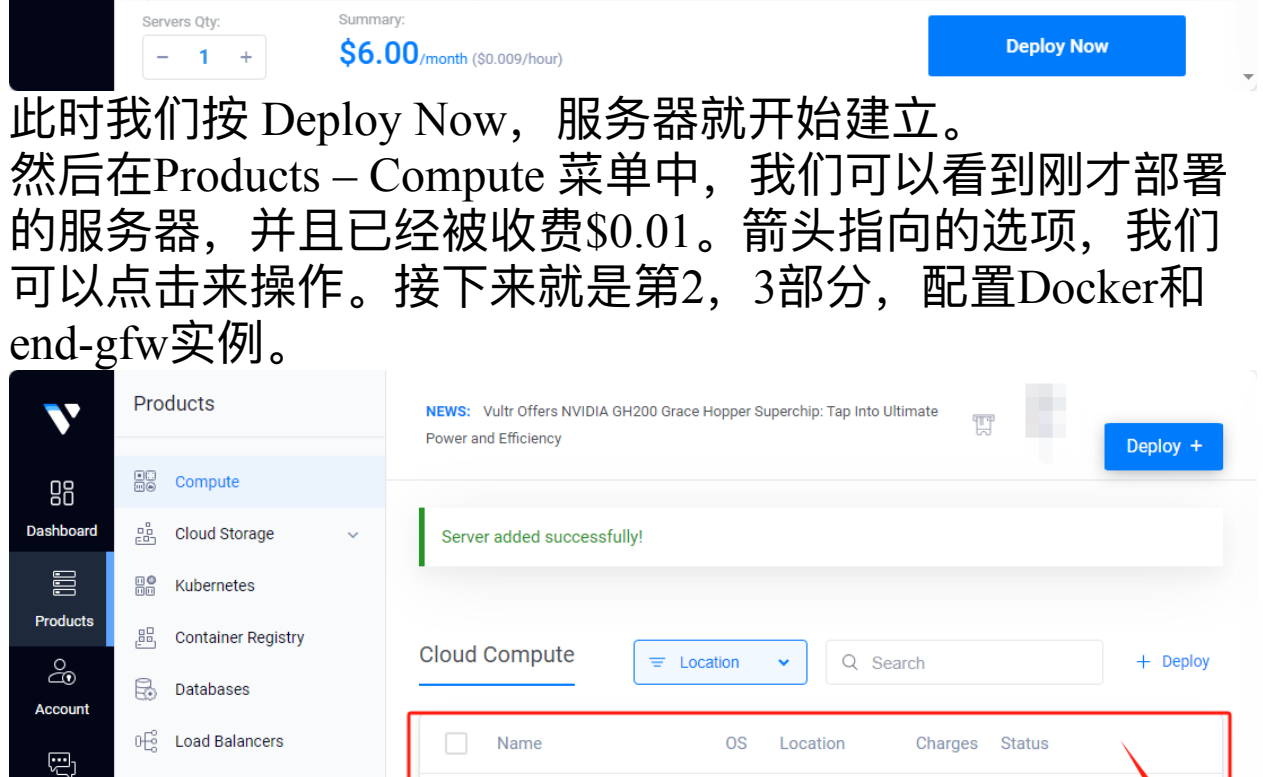 Servers Qty:
Summary:
− 1 +
$6.00/month ($0.009/hour)
Deploy Now
此时我们按 Deploy Now，服务器就开始建立。
然后在Products – Compute 菜单中，我们可以看到刚才部署
的服务器，并且已经被收费$0.01。箭头指向的选项，我们
可以点击来操作。接下来就是第2，3部分，配置Docker和
end-gfw实例。
Products
NEWS: Vultr Offers NVIDIA GH200 Grace Hopper Superchip: Tap Into Ultimate
Power and Efficiency
Deploy +
Compute
Dashboard
Cloud Storage
Server added successfully!
Kubernetes
Products
Container Registry
Cloud Compute
Location
Search
+ Deploy
Databases
Account
Load Balancers
Name OS Location Charges Status